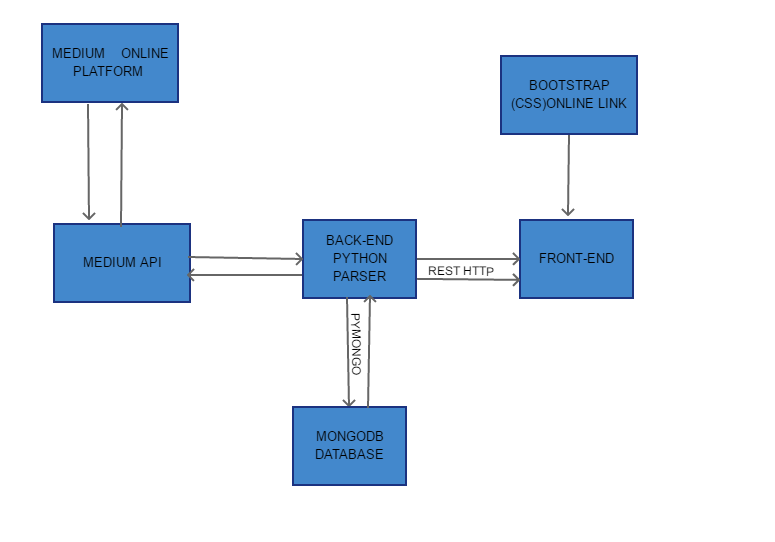 MEDIUM ONLINE
PLATFORM
BOOTSTRAP
(CSS)ONLINE LINK
MEDIUM API
BACK-END
PYTHON
PARSER
REST HTTP
FRONT-END
PYMONGO
MONGODB
DATABASE